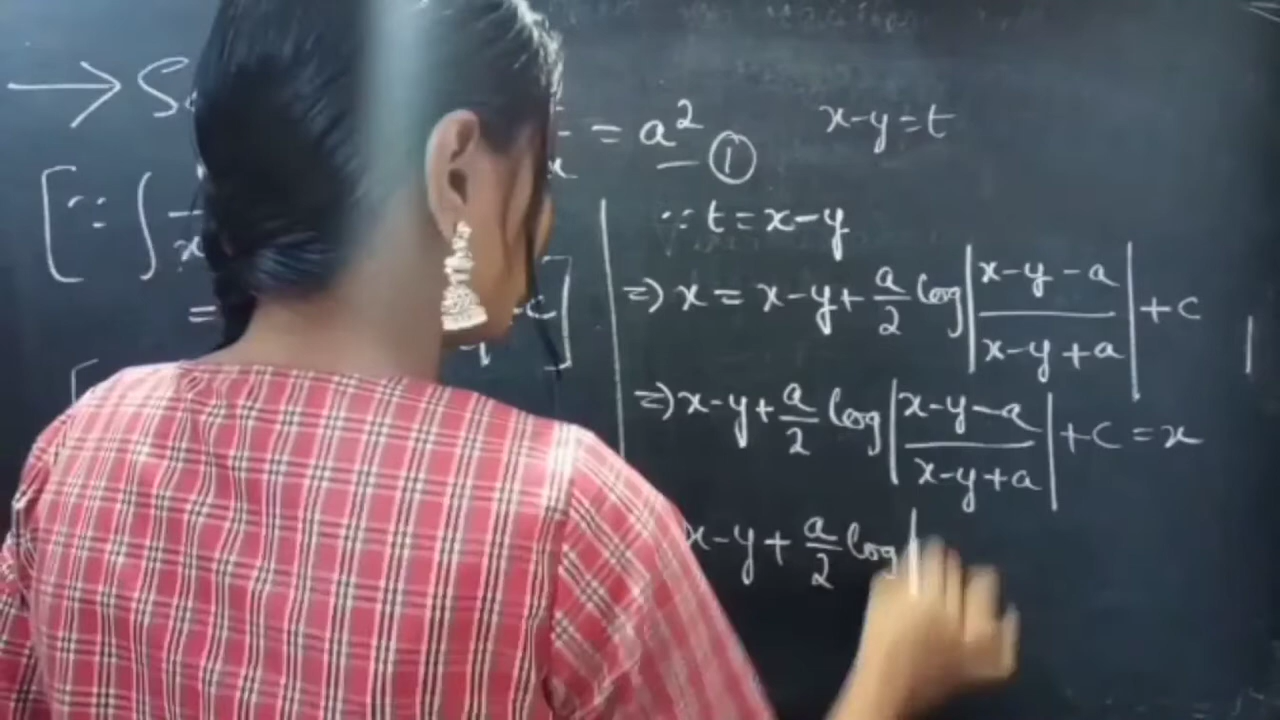 → S
= a² — ①
x-y=t
[∵ ∫
=
+c]
∵ t=x-y
=) x = x-y+ a/2 log |x-y-a / x-y+a| +c
=) x-y+ a/2 log |x-y-a / x-y+a| +c = x
x-y+ a/2 log |